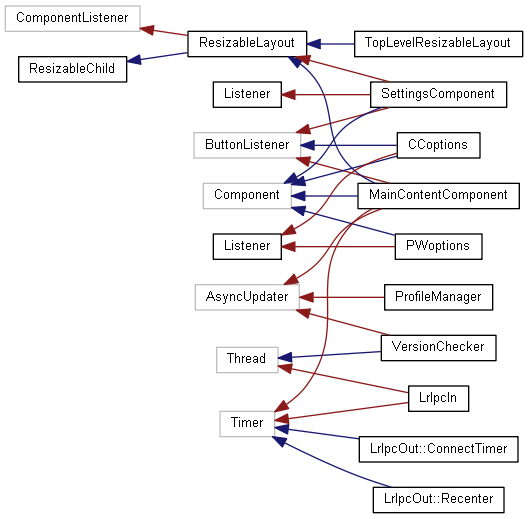 ComponentListener
ResizableLayout
TopLevelResizableLayout
ResizableChild
Listener
SettingsComponent
ButtonListener
CCoptions
Component
MainContentComponent
Listener
PWoptions
AsyncUpdater
ProfileManager
VersionChecker
Thread
LrIpcIn
Timer
LrIpcOut::ConnectTimer
LrIpcOut::Recenter